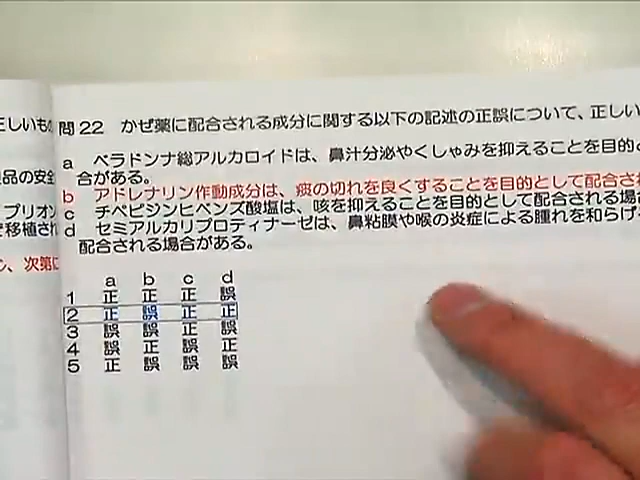 正しいもの
問22 かぜ薬に配合される成分に関する以下の記述の正誤について、正しい
a ベラドンナ総アルカロイドは、鼻汁分泌やくしゃみを抑えることを目的
合がある。
品の安全
b アドレナリン作動成分は、痰の切れを良くすることを目的として配合さ
c チペピジンヒベンズ酸塩は、咳を抑えることを目的として配合される場
プリオン
d セミアルカリプロティナーゼは、鼻粘膜や喉の炎症による腫れを和らげ
移植され
配合される場合がある。
、次第に
a b c d
1 正 正 正 誤
2 正 誤 正 正
3 誤 誤 正 誤
4 誤 正 誤 正
5 正 誤 誤 誤